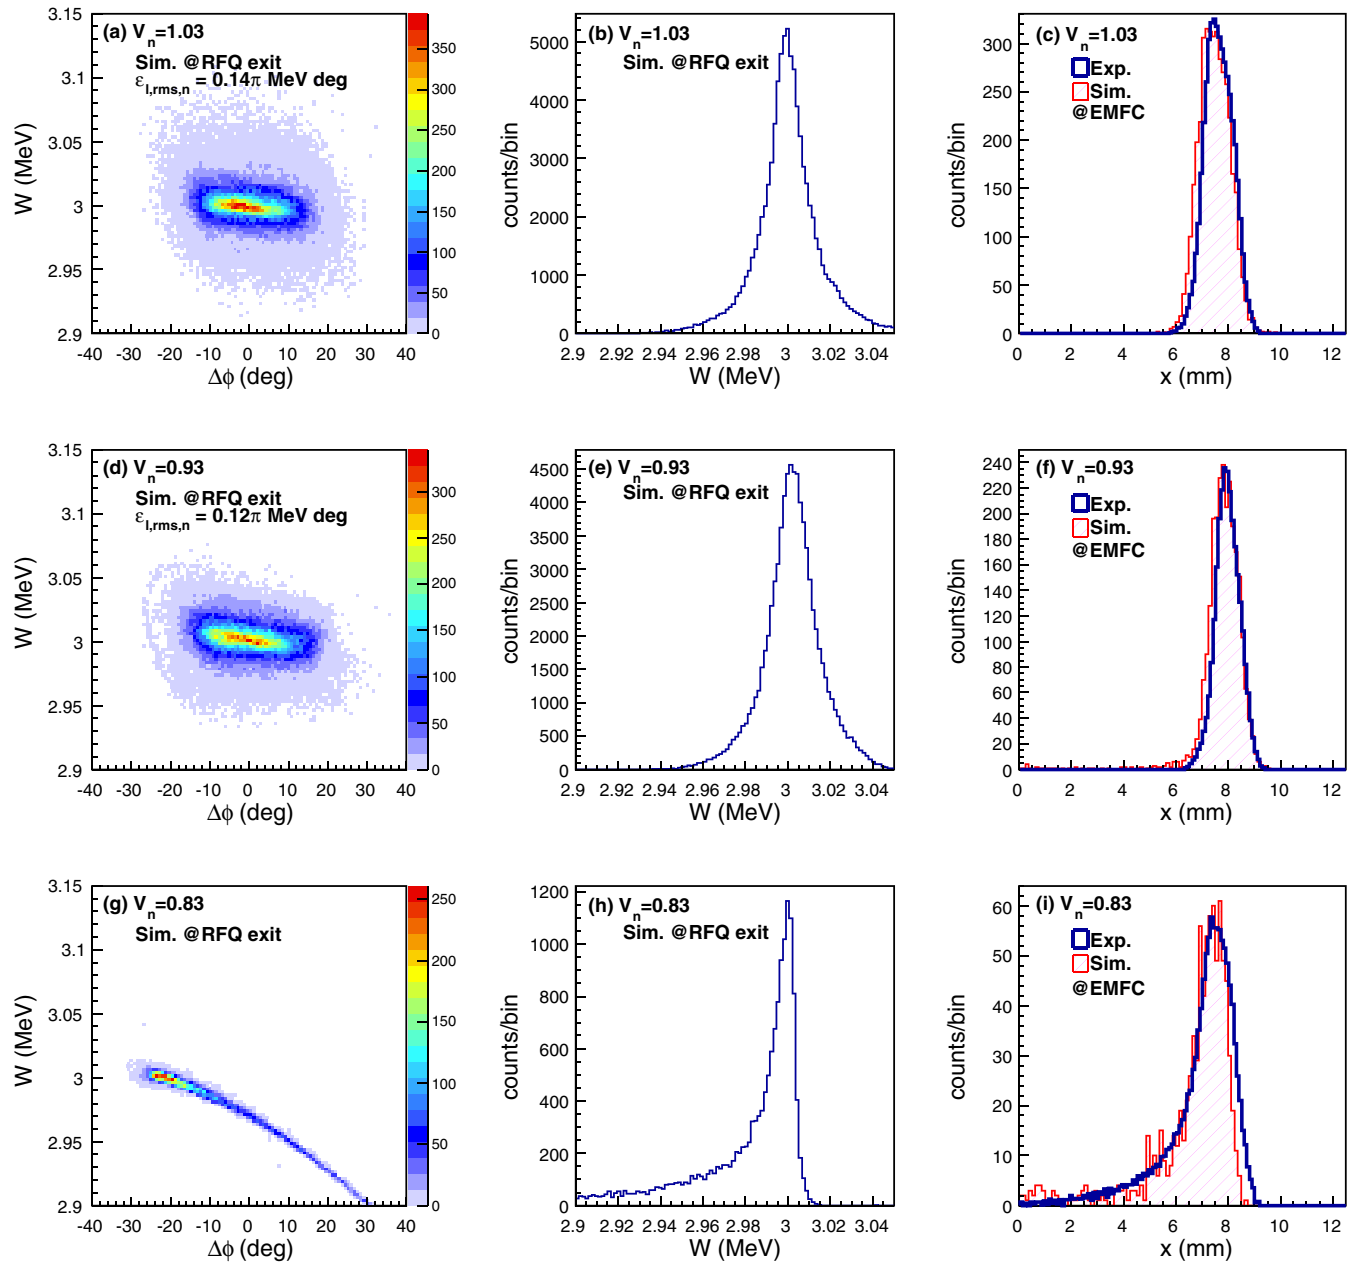 (a) V_n=1.03
Sim. @RFQ exit
ε_l,rms,n = 0.14π MeV deg
3.15
3.1
3.05
3
2.95
2.9
W (MeV)
-40 -30 -20 -10 0 10 20 30 40
Δϕ (deg)
350
300
250
200
150
100
50
0
(b) V_n=1.03
Sim. @RFQ exit
5000
4000
3000
2000
1000
0
counts/bin
2.9 2.92 2.94 2.96 2.98 3 3.02 3.04
W (MeV)
(c) V_n=1.03
Exp.
Sim.
@EMFC
300
250
200
150
100
50
0
counts/bin
0 2 4 6 8 10 12
x (mm)
(d) V_n=0.93
Sim. @RFQ exit
ε_l,rms,n = 0.12π MeV deg
3.15
3.1
3.05
3
2.95
2.9
W (MeV)
-40 -30 -20 -10 0 10 20 30 40
Δϕ (deg)
300
250
200
150
100
50
0
(e) V_n=0.93
Sim. @RFQ exit
4500
4000
3500
3000
2500
2000
1500
1000
500
0
counts/bin
2.9 2.92 2.94 2.96 2.98 3 3.02 3.04
W (MeV)
(f) V_n=0.93
Exp.
Sim.
@EMFC
240
220
200
180
160
140
120
100
80
60
40
20
0
counts/bin
0 2 4 6 8 10 12
x (mm)
(g) V_n=0.83
Sim. @RFQ exit
3.15
3.1
3.05
3
2.95
2.9
W (MeV)
-40 -30 -20 -10 0 10 20 30 40
Δϕ (deg)
250
200
150
100
50
0
(h) V_n=0.83
Sim. @RFQ exit
1200
1000
800
600
400
200
0
counts/bin
2.9 2.92 2.94 2.96 2.98 3 3.02 3.04
W (MeV)
(i) V_n=0.83
Exp.
Sim.
@EMFC
60
50
40
30
20
10
0
counts/bin
0 2 4 6 8 10 12
x (mm)